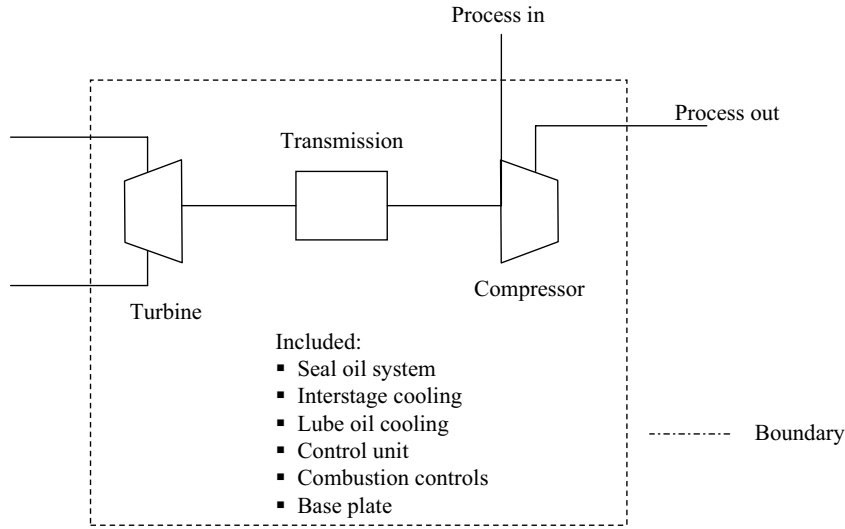 Process in
Process out
Transmission
Compressor
Turbine
Included:
▪ Seal oil system
▪ Interstage cooling
▪ Lube oil cooling
▪ Control unit
▪ Combustion controls
▪ Base plate
Boundary